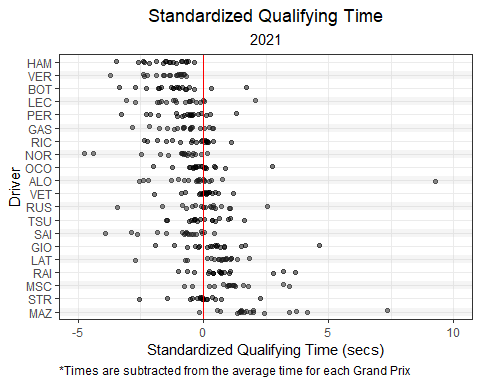 Standardized Qualifying Time
2021
Driver
HAM
VER
BOT
LEC
PER
GAS
RIC
NOR
OCO
ALO
VET
RUS
TSU
SAI
GIO
LAT
RAI
MSC
STR
MAZ
-5 0 5 10
Standardized Qualifying Time (secs)
*Times are subtracted from the average time for each Grand Prix